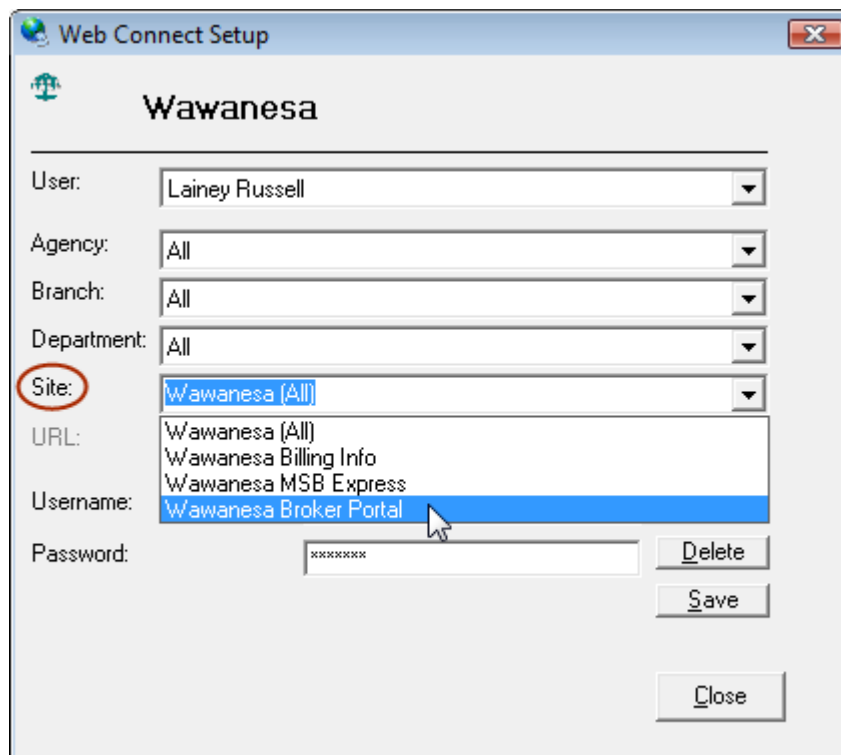 Web Connect Setup
Wawanesa
User: Lainey Russell
Agency: All
Branch: All
Department: All
Site: Wawanesa (All)
Wawanesa (All)
URL:
Wawanesa Billing Info
Wawanesa MSB Express
Username: Wawanesa Broker Portal
Password: ******* Delete
Save
Close